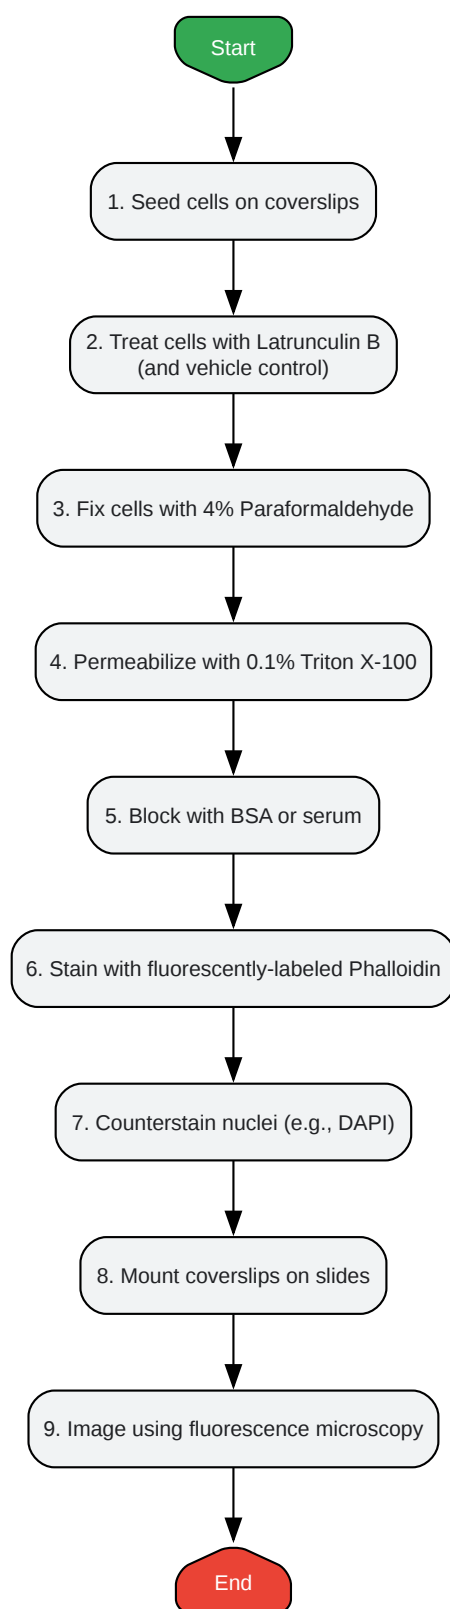 Start
1. Seed cells on coverslips
2. Treat cells with Latrunculin B
(and vehicle control)
3. Fix cells with 4% Paraformaldehyde
4. Permeabilize with 0.1% Triton X-100
5. Block with BSA or serum
6. Stain with fluorescently-labeled Phalloidin
7. Counterstain nuclei (e.g., DAPI)
8. Mount coverslips on slides
9. Image using fluorescence microscopy
End